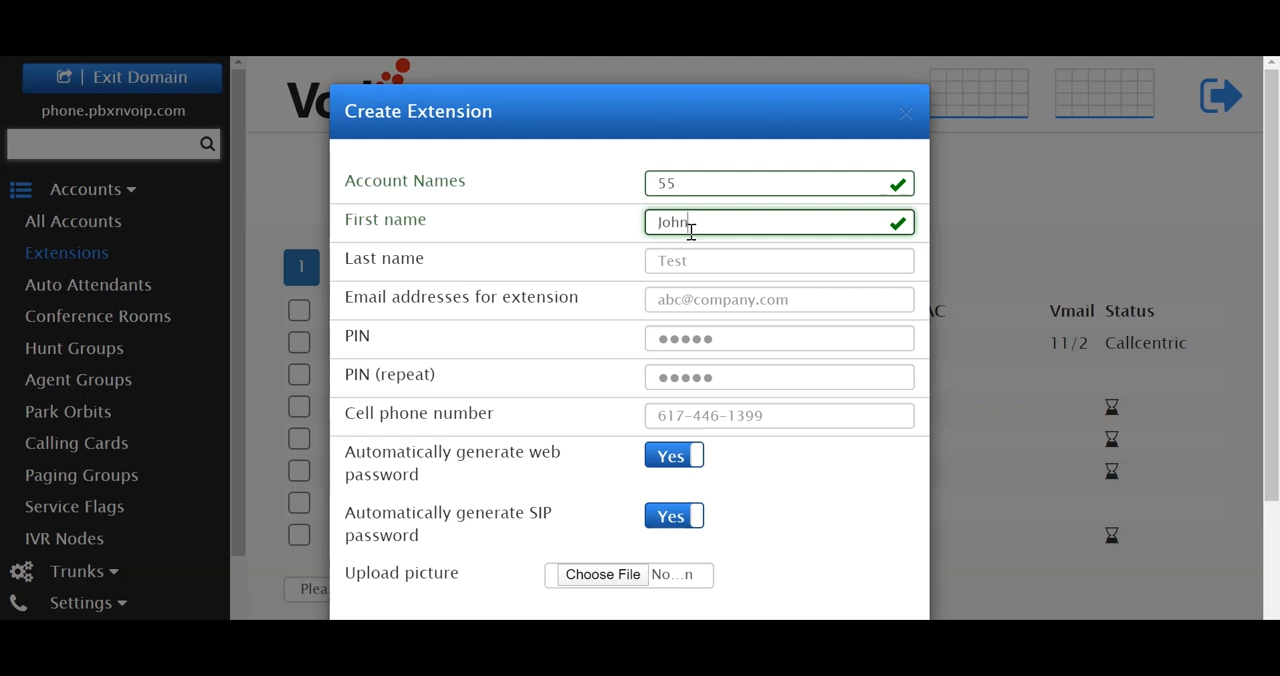 Exit Domain
phone.pbxnvoip.com
Accounts
All Accounts
Extensions
Auto Attendants
Conference Rooms
Hunt Groups
Agent Groups
Park Orbits
Calling Cards
Paging Groups
Service Flags
IVR Nodes
Trunks
Settings
Vo
1
Create Extension
Account Names 55
First name John
Last name Test
Email addresses for extension abc@company.com
PIN
PIN (repeat)
Cell phone number 617-446-1399
Automatically generate web
password
Yes
Automatically generate SIP
password
Yes
Upload picture Choose File No...n
Plea
AC Vmail Status
11/2 Callcentric